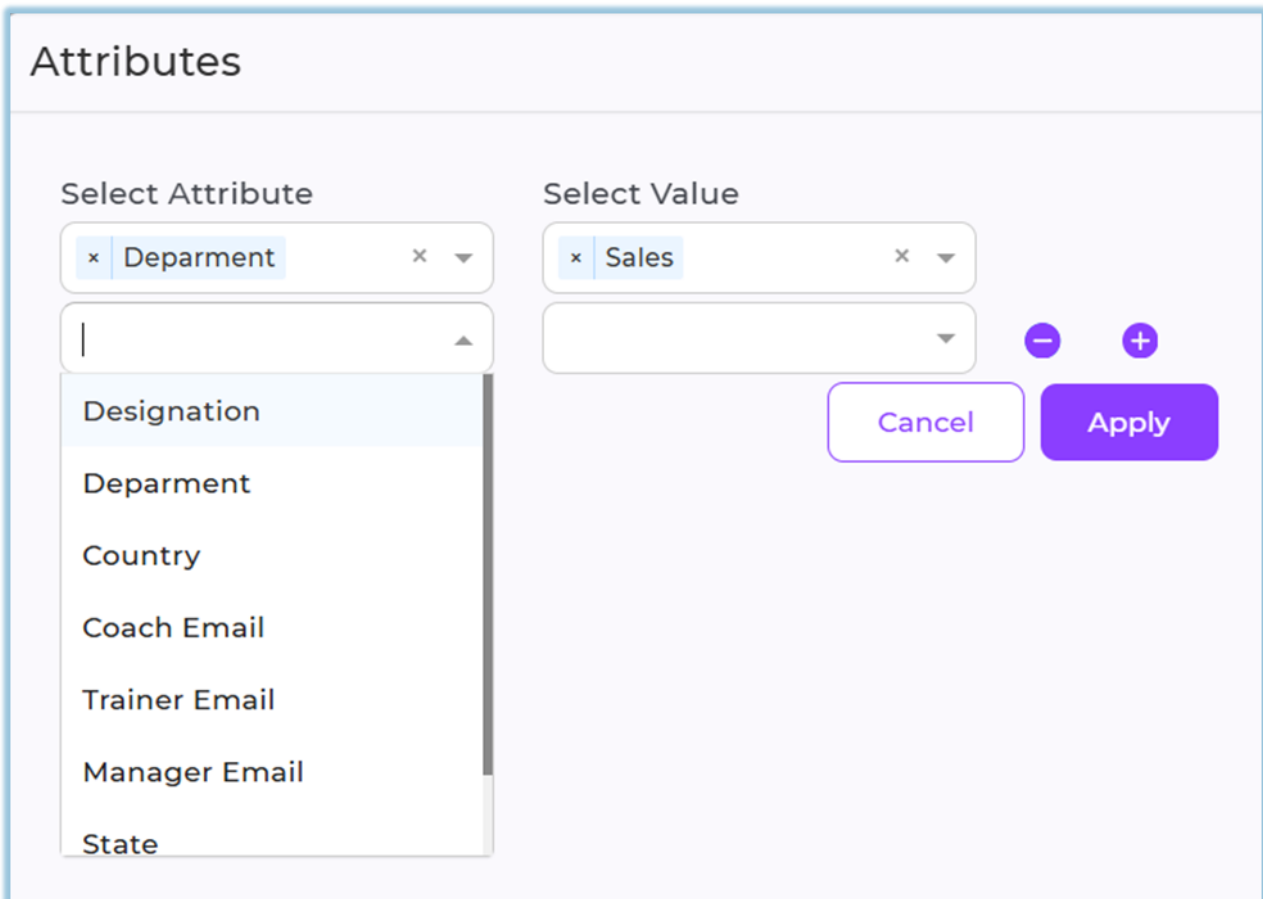 Attributes
Select Attribute Select Value
× Deparment × × Sales ×
Designation
Cancel Apply
Deparment
Country
Coach Email
Trainer Email
Manager Email
State